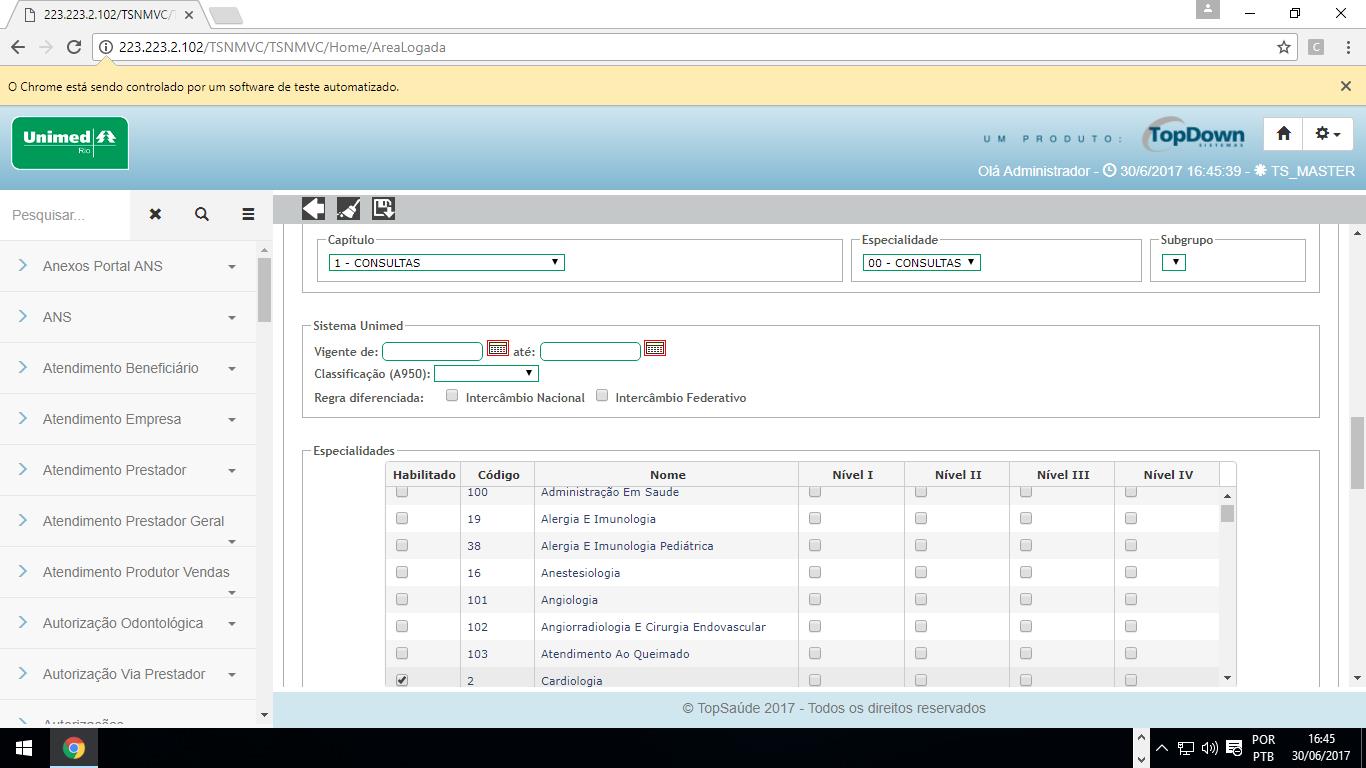 223.223.2.102/TSNMVC/T
223.223.2.102/TSNMVC/TSNMVC/Home/AreaLogada
C
O Chrome está sendo controlado por um software de teste automatizado.
Unimed
Rio
UM PRODUTO:
TopDown
SISTEMAS
Olá Administrador - 30/6/2017 16:45:39 - TS_MASTER
Pesquisar...
Anexos Portal ANS
ANS
Atendimento Beneficiário
Atendimento Empresa
Atendimento Prestador
Atendimento Prestador Geral
Atendimento Produtor Vendas
Autorização Odontológica
Autorização Via Prestador
Autorizações
Capítulo
1 - CONSULTAS
Especialidade
00 - CONSULTAS
Subgrupo
Sistema Unimed
Vigente de: até:
Classificação (A950):
Regra diferenciada: Intercâmbio Nacional Intercâmbio Federativo
Especialidades
Habilitado Código Nome Nível I Nível II Nível III Nível IV
100 Administração Em Saude
19 Alergia E Imunologia
38 Alergia E Imunologia Pediátrica
16 Anestesiologia
101 Angiologia
102 Angiorradiologia E Cirurgia Endovascular
103 Atendimento Ao Queimado
2 Cardiologia
© TopSaúde 2017 - Todos os direitos reservados
POR
PTB
16:45
30/06/2017